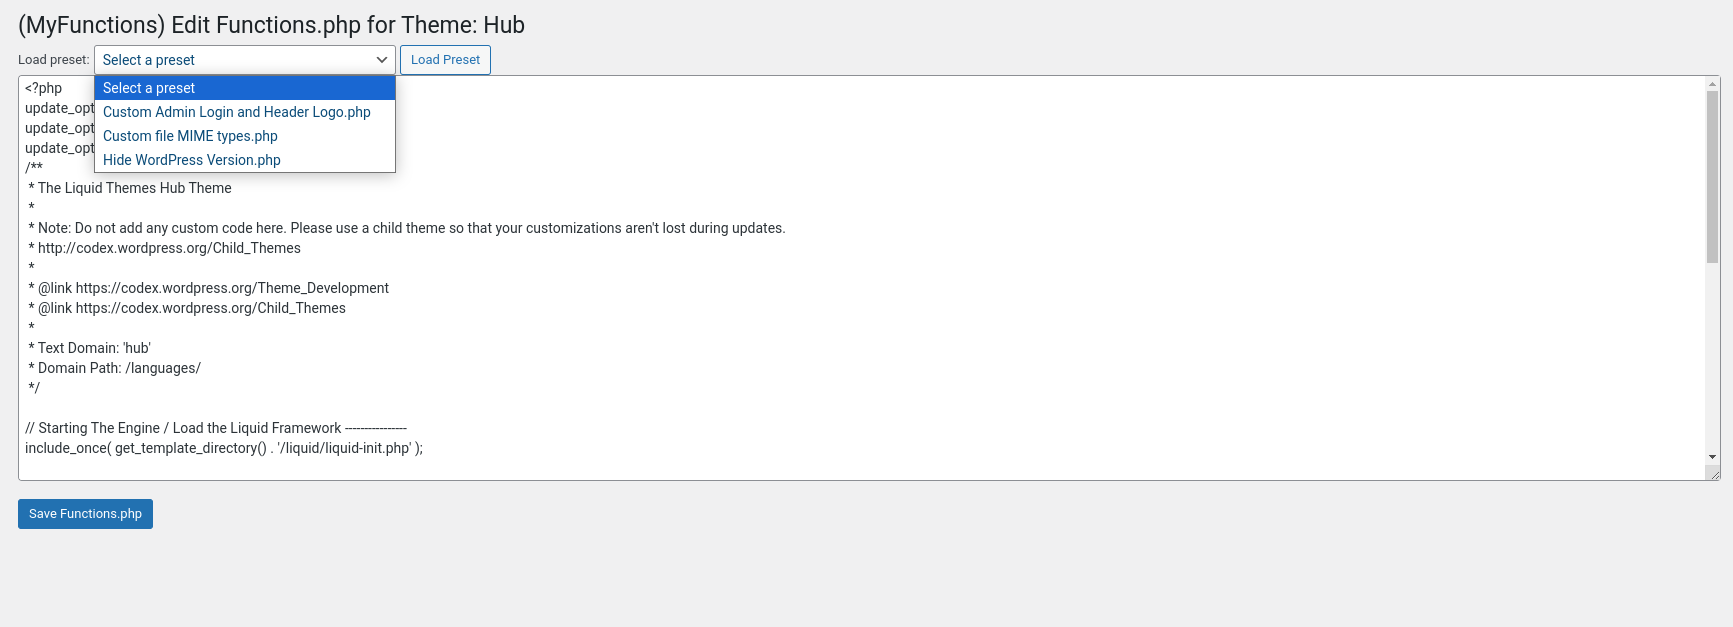 (MyFunctions) Edit Functions.php for Theme: Hub
Load preset: Select a preset Load Preset
Select a preset
Custom Admin Login and Header Logo.php
Custom file MIME types.php
Hide WordPress Version.php
<?php
update_opt
update_opt
update_opt
/**
* The Liquid Themes Hub Theme
*
* Note: Do not add any custom code here. Please use a child theme so that your customizations aren't lost during updates.
* http://codex.wordpress.org/Child_Themes
*
* @link https://codex.wordpress.org/Theme_Development
* @link https://codex.wordpress.org/Child_Themes
*
* Text Domain: 'hub'
* Domain Path: /languages/
*/
// Starting The Engine / Load the Liquid Framework ----------------
include_once( get_template_directory() . '/liquid/liquid-init.php' );
Save Functions.php